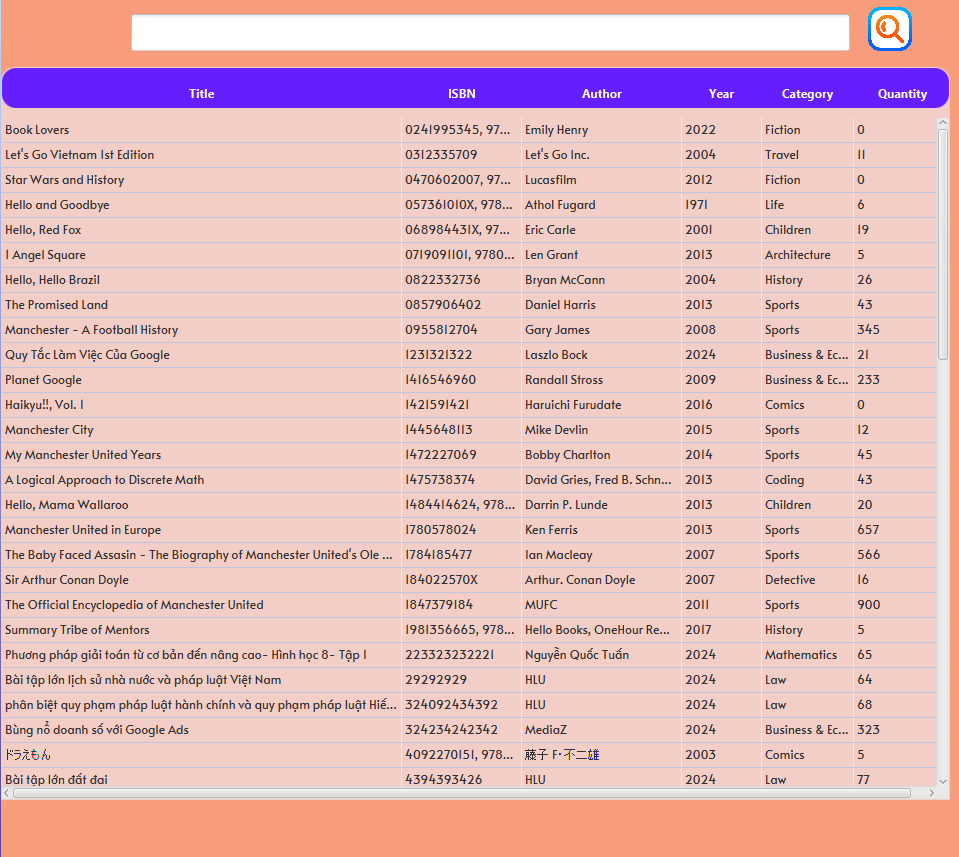 Title ISBN Author Year Category Quantity
Book Lovers 0241995345, 97... Emily Henry 2022 Fiction 0
Let's Go Vietnam 1st Edition 0312335709 Let's Go Inc. 2004 Travel 11
Star Wars and History 0470602007, 97... Lucasfilm 2012 Fiction 0
Hello and Goodbye 057361010X, 978... Athol Fugard 1971 Life 6
Hello, Red Fox 068984431X, 97... Eric Carle 2001 Children 19
1 Angel Square 0719091101, 9780... Len Grant 2013 Architecture 5
Hello, Hello Brazil 0822332736 Bryan McCann 2004 History 26
The Promised Land 0857906402 Daniel Harris 2013 Sports 43
Manchester - A Football History 0955812704 Gary James 2008 Sports 345
Quy Tắc Làm Việc Của Google 1231321322 Laszlo Bock 2024 Business & Ec... 21
Planet Google 1416546960 Randall Stross 2009 Business & Ec... 233
Haikyu!!, Vol. 1 1421591421 Haruichi Furudate 2016 Comics 0
Manchester City 1445648113 Mike Devlin 2015 Sports 12
My Manchester United Years 1472227069 Bobby Charlton 2014 Sports 45
A Logical Approach to Discrete Math 1475738374 David Gries, Fred B. Schn... 2013 Coding 43
Hello, Mama Wallaroo 1484414624, 978... Darrin P. Lunde 2013 Children 20
Manchester United in Europe 1780578024 Ken Ferris 2013 Sports 657
The Baby Faced Assasin - The Biography of Manchester United's Ole ... 1784185477 Ian Macleay 2007 Sports 566
Sir Arthur Conan Doyle 184022570X Arthur. Conan Doyle 2007 Detective 16
The Official Encyclopedia of Manchester United 1847379184 MUFC 2011 Sports 900
Summary Tribe of Mentors 1981356665, 978... Hello Books, OneHour Re... 2017 History 5
Phương pháp giải toán từ cơ bản đến nâng cao- Hình học 8- Tập 1 223323232221 Nguyễn Quốc Tuấn 2024 Mathematics 65
Bài tập lớn lịch sử nhà nước và pháp luật Việt Nam 29292929 HLU 2024 Law 64
phân biệt quy phạm pháp luật hành chính và quy phạm pháp luật Hiế... 324092434392 HLU 2024 Law 68
Bùng nổ doanh số với Google Ads 324234242342 MediaZ 2024 Business & Ec... 323
ドラえもん 4092270151, 978... 藤子 F・不二雄 2003 Comics 5
Bài tập lớn đất đai 4394393426 HLU 2024 Law 77